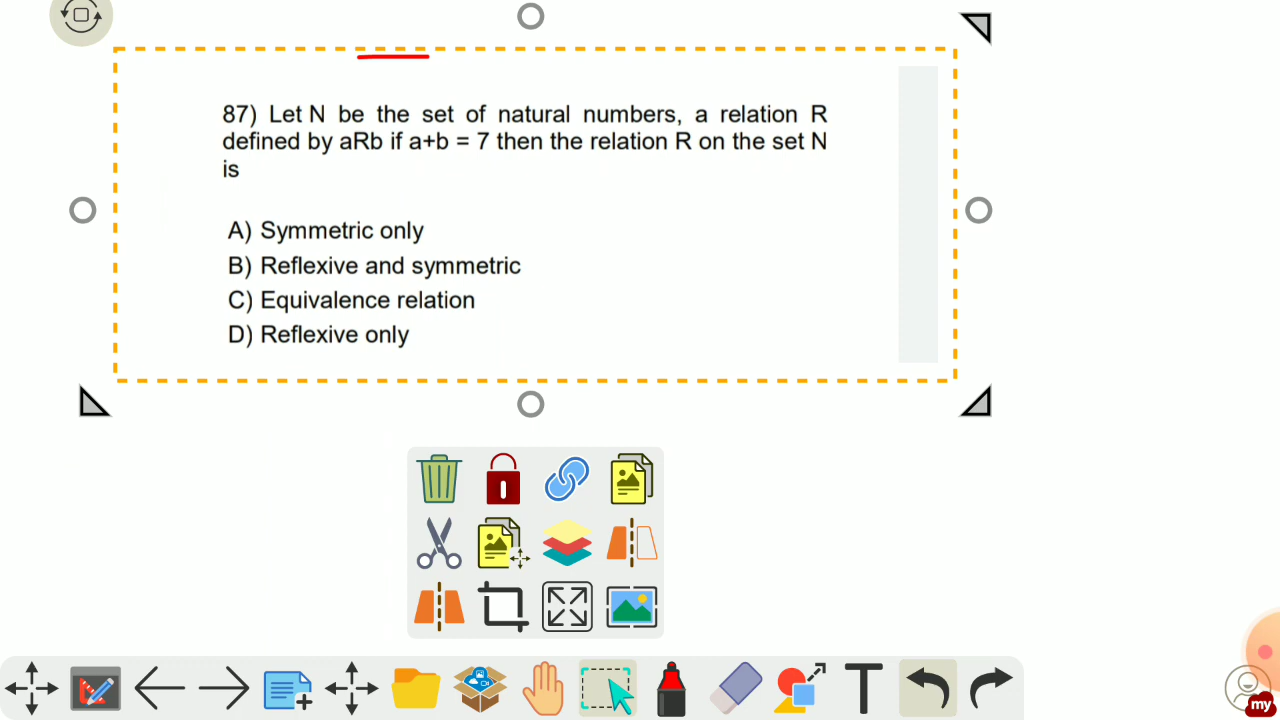 87) Let N be the set of natural numbers, a relation R
defined by aRb if a+b = 7 then the relation R on the set N
is
A) Symmetric only
B) Reflexive and symmetric
C) Equivalence relation
D) Reflexive only
T
my